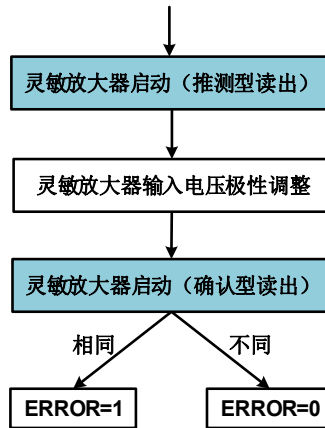 灵敏放大器启动（推测型读出）
灵敏放大器输入电压极性调整
灵敏放大器启动（确认型读出）
相同
不同
ERROR=1
ERROR=0